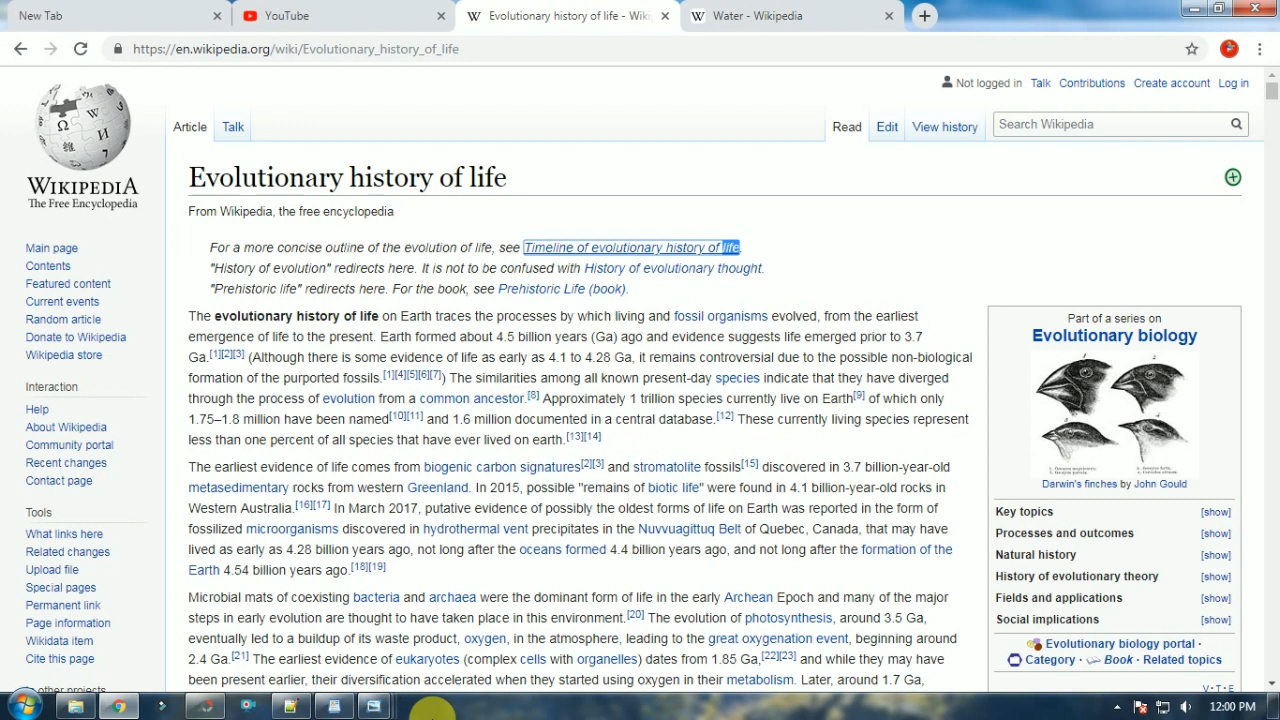 New Tab
YouTube
Evolutionary history of life - Wiki
Water - Wikipedia
https://en.wikipedia.org/wiki/Evolutionary_history_of_life
Not logged in Talk Contributions Create account Log in
Article Talk Read Edit View history Search Wikipedia
WIKIPEDIA
The Free Encyclopedia
Main page
Contents
Featured content
Current events
Random article
Donate to Wikipedia
Wikipedia store
Interaction
Help
About Wikipedia
Community portal
Recent changes
Contact page
Tools
What links here
Related changes
Upload file
Special pages
Permanent link
Page information
Wikidata item
Cite this page
In other projects
Evolutionary history of life
From Wikipedia, the free encyclopedia
For a more concise outline of the evolution of life, see Timeline of evolutionary history of life.
"History of evolution" redirects here. It is not to be confused with History of evolutionary thought.
"Prehistoric life" redirects here. For the book, see Prehistoric Life (book).
The evolutionary history of life on Earth traces the processes by which living and fossil organisms evolved, from the earliest
emergence of life to the present. Earth formed about 4.5 billion years (Ga) ago and evidence suggests life emerged prior to 3.7
Ga.[1][2][3] (Although there is some evidence of life as early as 4.1 to 4.28 Ga, it remains controversial due to the possible non-biological
formation of the purported fossils.[1][4][5][6][7]) The similarities among all known present-day species indicate that they have diverged
through the process of evolution from a common ancestor.[8] Approximately 1 trillion species currently live on Earth[9] of which only
1.75–1.8 million have been named[10][11] and 1.6 million documented in a central database.[12] These currently living species represent
less than one percent of all species that have ever lived on earth.[13][14]
The earliest evidence of life comes from biogenic carbon signatures[2][3] and stromatolite fossils[15] discovered in 3.7 billion-year-old
metasedimentary rocks from western Greenland. In 2015, possible "remains of biotic life" were found in 4.1 billion-year-old rocks in
Western Australia.[16][17] In March 2017, putative evidence of possibly the oldest forms of life on Earth was reported in the form of
fossilized microorganisms discovered in hydrothermal vent precipitates in the Nuvvuagittuq Belt of Quebec, Canada, that may have
lived as early as 4.28 billion years ago, not long after the oceans formed 4.4 billion years ago, and not long after the formation of the
Earth 4.54 billion years ago.[18][19]
Microbial mats of coexisting bacteria and archaea were the dominant form of life in the early Archean Epoch and many of the major
steps in early evolution are thought to have taken place in this environment.[20] The evolution of photosynthesis, around 3.5 Ga,
eventually led to a buildup of its waste product, oxygen, in the atmosphere, leading to the great oxygenation event, beginning around
2.4 Ga.[21] The earliest evidence of eukaryotes (complex cells with organelles) dates from 1.85 Ga,[22][23] and while they may have
been present earlier, their diversification accelerated when they started using oxygen in their metabolism. Later, around 1.7 Ga,
Part of a series on
Evolutionary biology
Darwin's finches by John Gould
Key topics [show]
Processes and outcomes [show]
Natural history [show]
History of evolutionary theory [show]
Fields and applications [show]
Social implications [show]
Evolutionary biology portal ·
Category · Book · Related topics
V · T · E
12:00 PM